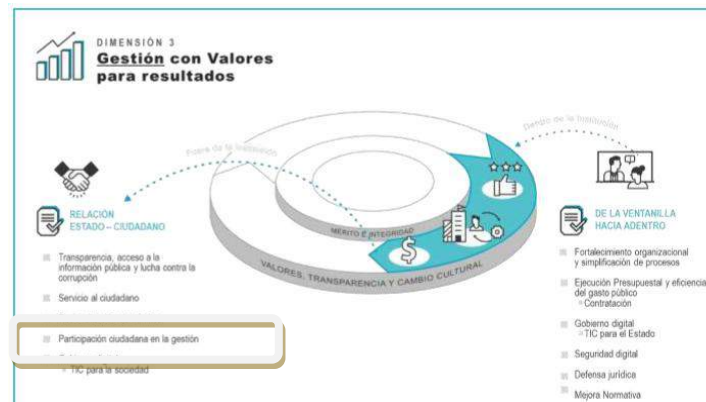 DIMENSIÓN 3
Gestión con Valores
para resultados
Fuera de la Institución
Dentro de la Institución
RELACIÓN
ESTADO - CIUDADANO
Transparencia, acceso a la
información pública y lucha contra la
corrupción
Servicio al ciudadano
Participación ciudadana en la gestión
TIC para la sociedad
MÉRITO E INTEGRIDAD
VALORES, TRANSPARENCIA Y CAMBIO CULTURAL
$
DE LA VENTANILLA
HACIA ADENTRO
Fortalecimiento organizacional
y simplificación de procesos
Ejecución Presupuestal y eficiencia
del gasto público
Contratación
Gobierno digital
TIC para el Estado
Seguridad digital
Defensa jurídica
Mejora Normativa